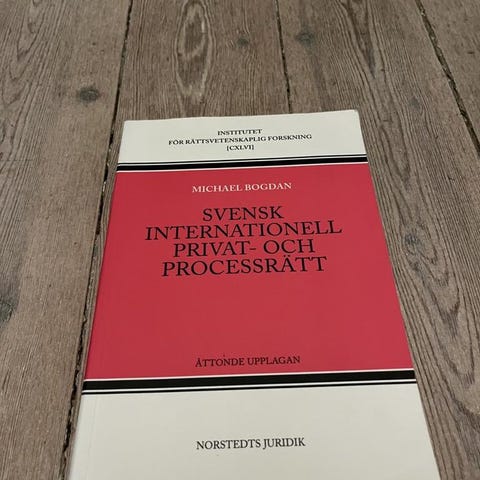 INSTITUTET
FÖR RÄTTSVETENSKAPLIG FORSKNING
[CXLVI]
MICHAEL BOGDAN
SVENSK
INTERNATIONELL
PRIVAT- OCH
PROCESSRÄTT
ÅTTONDE UPPLAGAN
NORSTEDTS JURIDIK